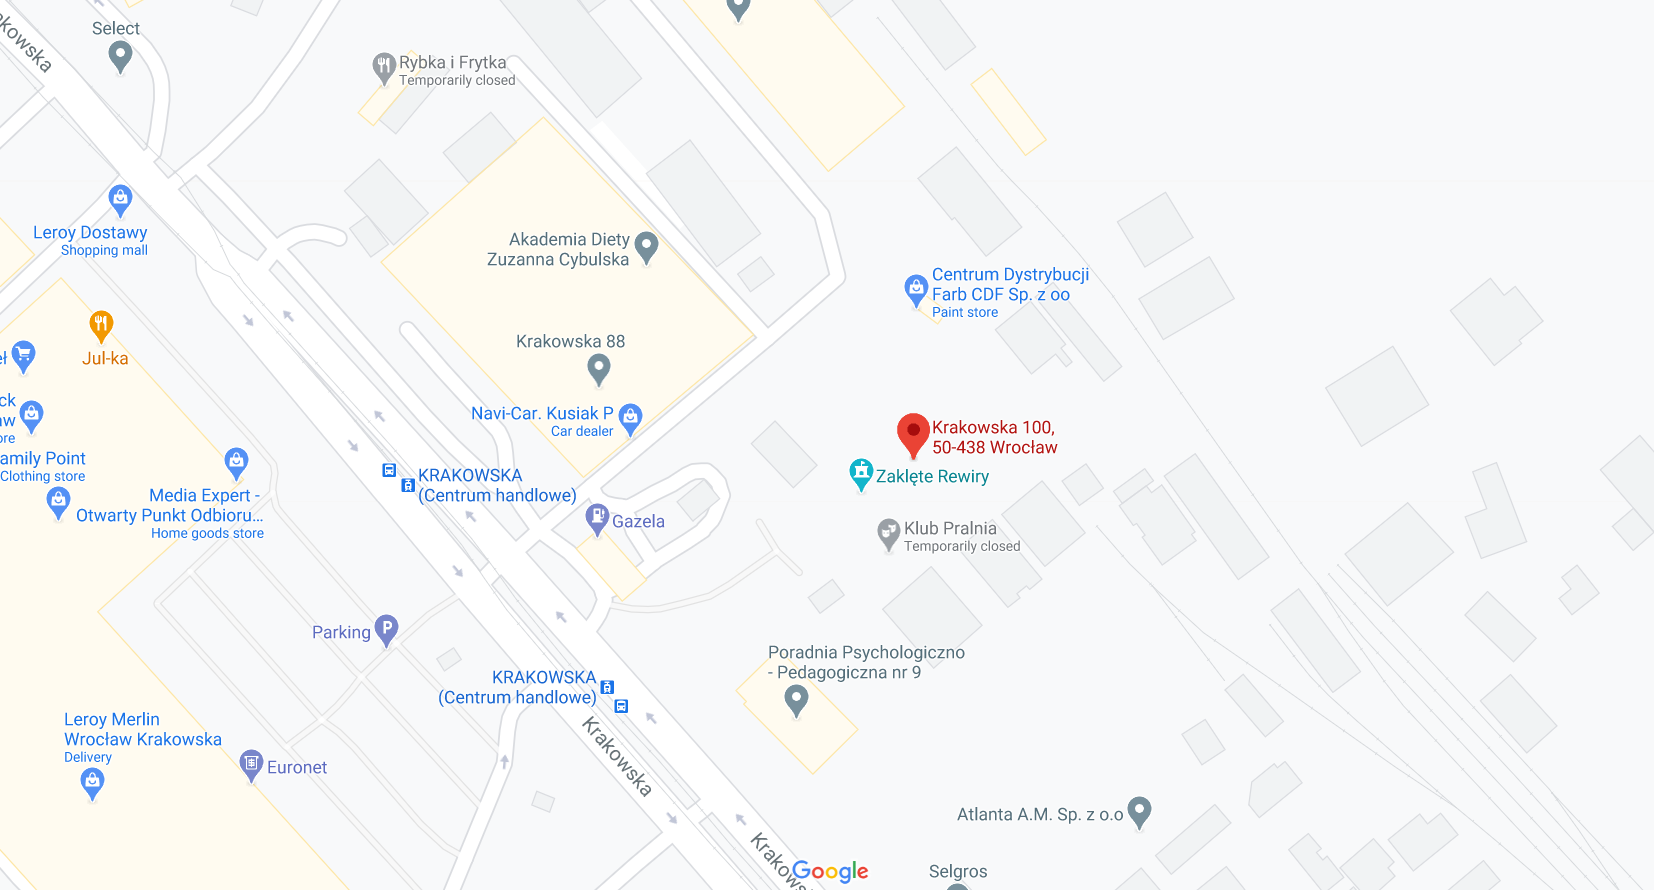 Krakowska
Select
Rybka i Frytka
Temporarily closed
Leroy Dostawy
Shopping mall
Akademia Diety
Zuzanna Cybulska
Centrum Dystrybucji
Farb CDF Sp. z oo
Paint store
Jul-ka
Krakowska 88
Navi-Car. Kusiak P
Car dealer
Krakowska 100,
50-438 Wrocław
Zaklęte Rewiry
amily Point
Clothing store
KRAKOWSKA
(Centrum handlowe)
Media Expert -
Otwarty Punkt Odbioru...
Home goods store
Gazela
Klub Pralnia
Temporarily closed
P
Parking
Poradnia Psychologiczno
- Pedagogiczna nr 9
KRAKOWSKA
(Centrum handlowe)
Leroy Merlin
Wrocław Krakowska
Delivery
Euronet
Krakowska
Atlanta A.M. Sp. z o.o
Krakows
Google
Selgros